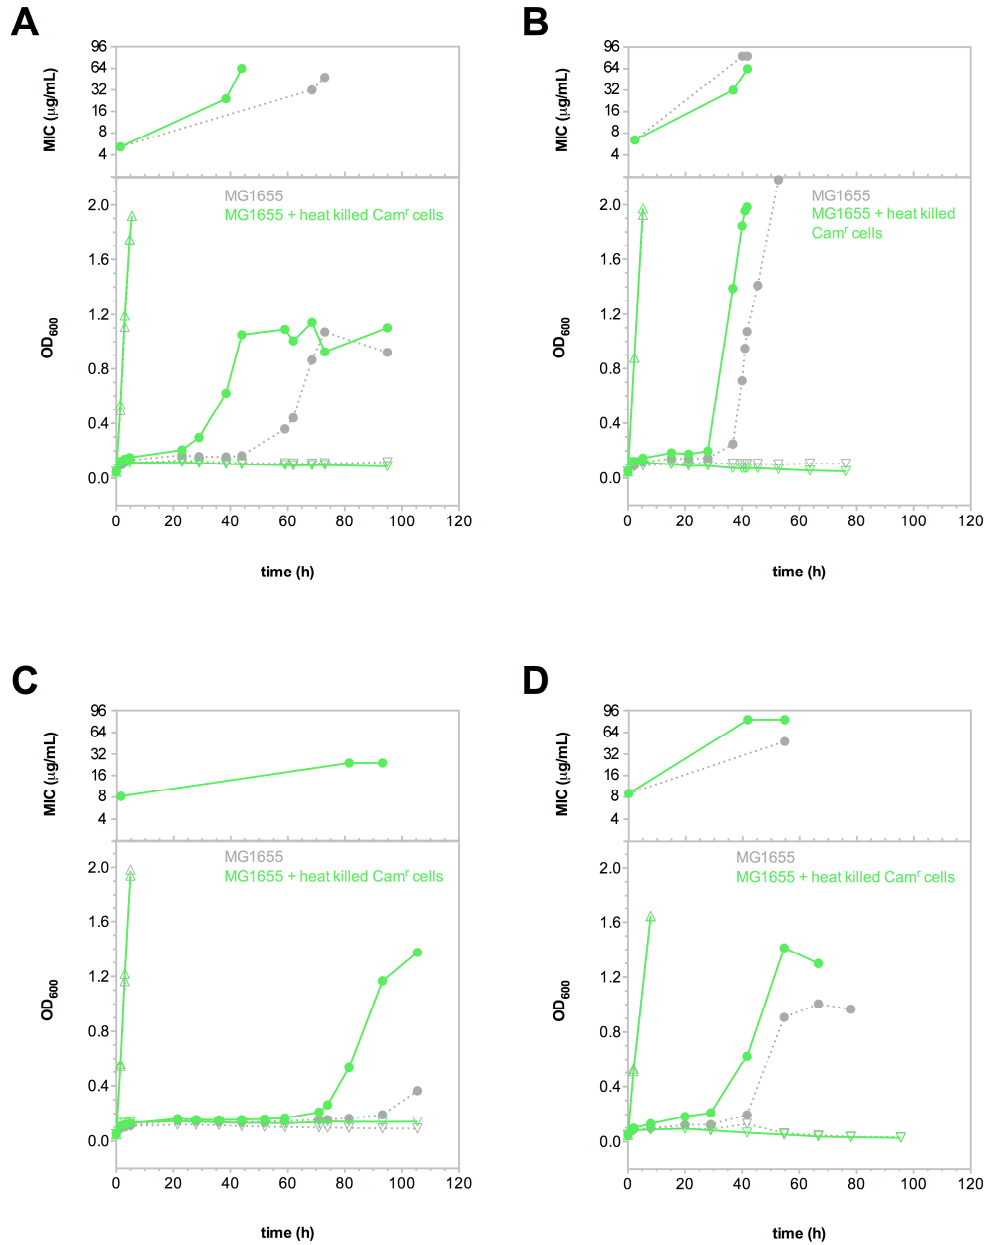 A
96
64
32
16
8
4
MIC (µg/mL)
MG1655
MG1655 + heat killed Camʳ cells
2.0
1.6
1.2
0.8
0.4
0.0
OD₆₀₀
0 20 40 60 80 100 120
time (h)
B
96
64
32
16
8
4
MIC (µg/mL)
MG1655
MG1655 + heat killed
Camʳ cells
2.0
1.6
1.2
0.8
0.4
0.0
OD₆₀₀
0 20 40 60 80 100 120
time (h)
C
96
64
32
16
8
4
MIC (µg/mL)
MG1655
MG1655 + heat killed Camʳ cells
2.0
1.6
1.2
0.8
0.4
0.0
OD₆₀₀
0 20 40 60 80 100 120
time (h)
D
96
64
32
16
8
4
MIC (µg/mL)
MG1655
MG1655 + heat killed Camʳ cells
2.0
1.6
1.2
0.8
0.4
0.0
OD₆₀₀
0 20 40 60 80 100 120
time (h)